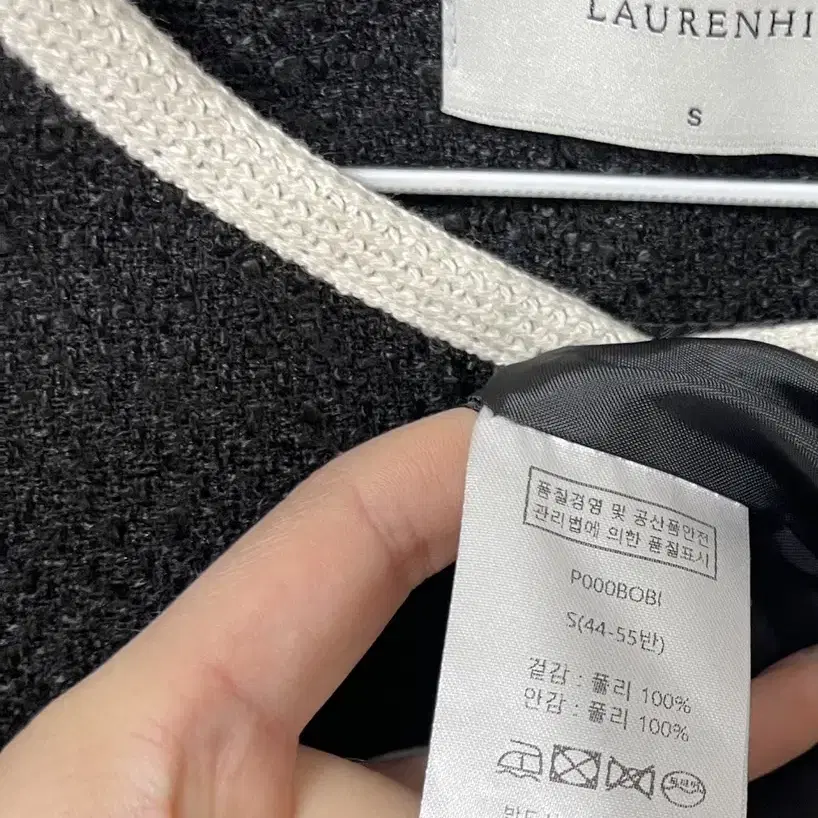 LAURENHI
S
품질경영 및 공산품안전
관리법에 의한 품질표시
P000BOBI
S(44-55반)
겉감 : 폴리 100%
안감 : 폴리 100%